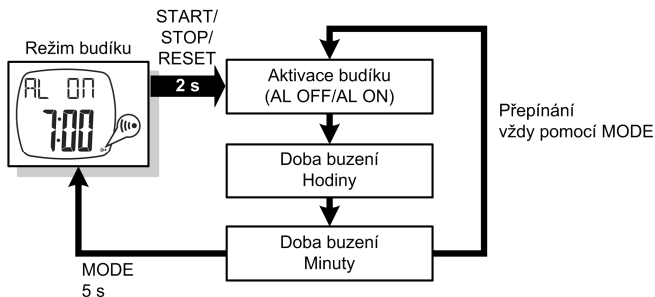 Režim budíku
AL ON
7:00
START/
STOP/
RESET
2 s
Aktivace budíku
(AL OFF/AL ON)
Doba buzení
Hodiny
Doba buzení
Minuty
Přepínání
vždy pomocí MODE
MODE
5 s